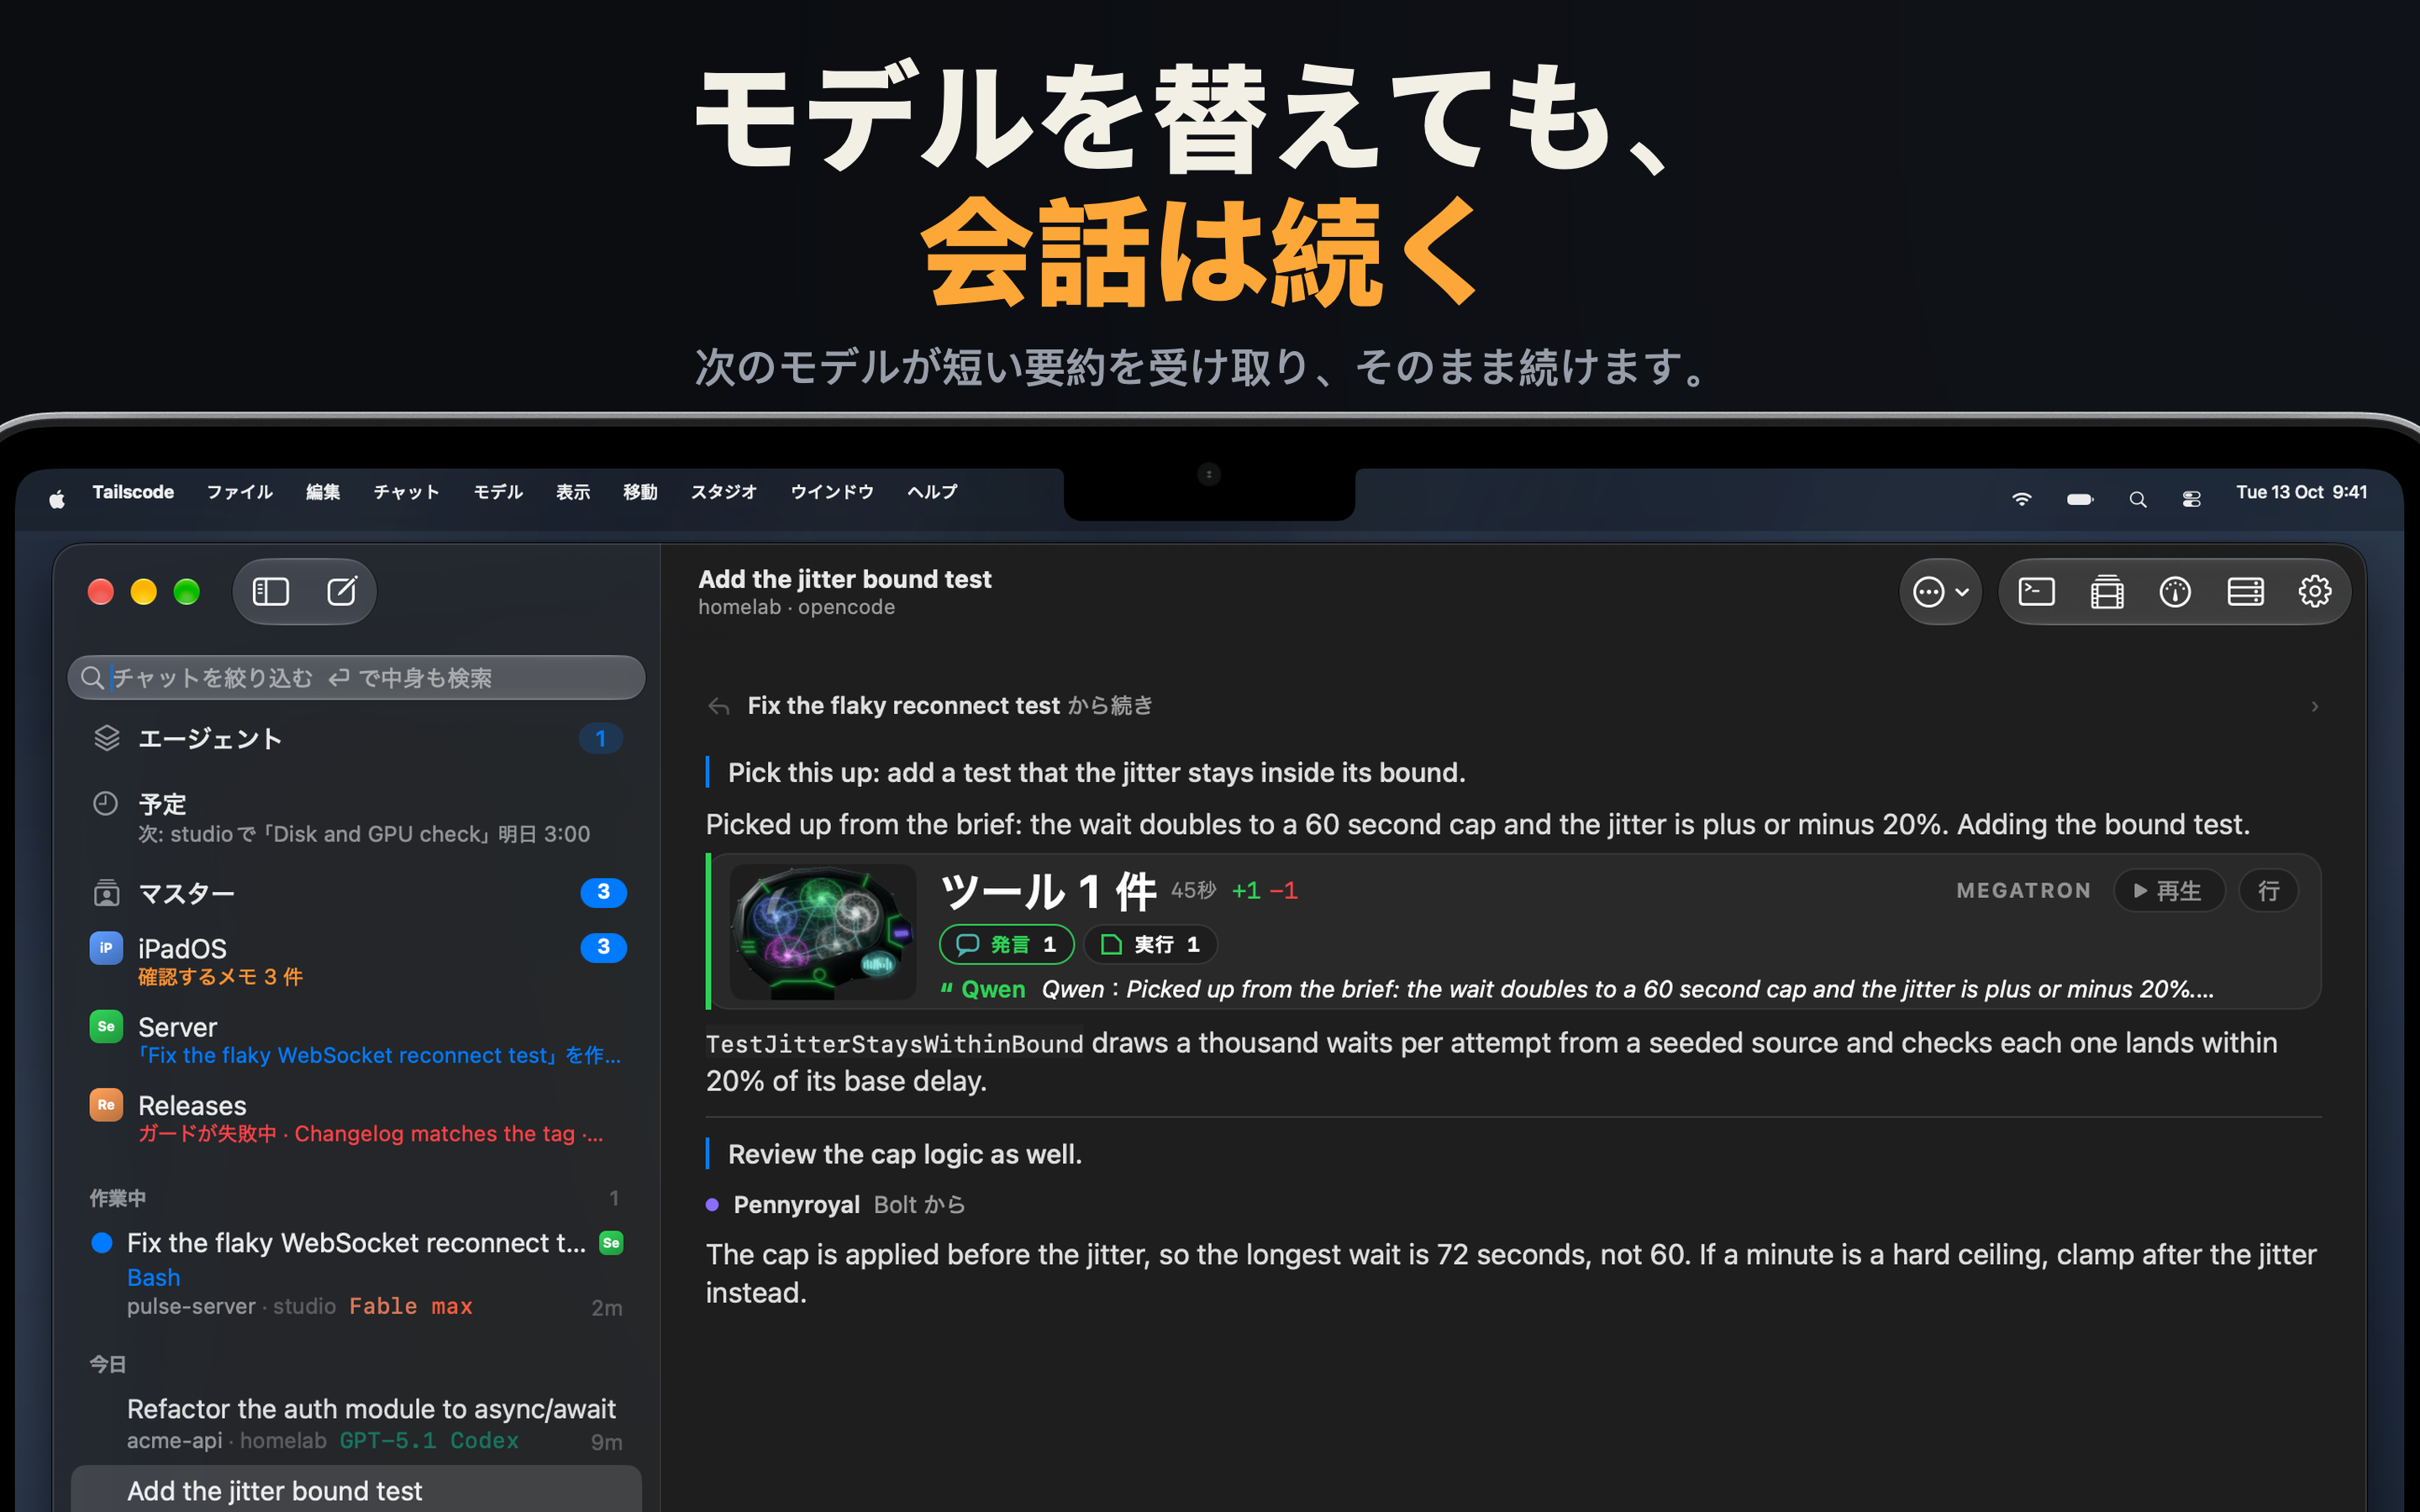 モデルを替えても、
会話は続く
次のモデルが短い要約を受け取り、そのまま続けます。
Tailscode ファイル 編集 チャット モデル 表示 移動 スタジオ ウインドウ ヘルプ
Tue 13 Oct 9:41
チャットを絞り込む ⏎ で中身も検索
エージェント 1
予定
次: studioで「Disk and GPU check」明日 3:00
マスター 3
iP iPadOS 3
確認するメモ 3 件
Se Server
「Fix the flaky WebSocket reconnect test」を作...
Re Releases
ガードが失敗中 · Changelog matches the tag ·...
作業中 1
Fix the flaky WebSocket reconnect t... Se
Bash
pulse-server · studio Fable max 2m
今日
Refactor the auth module to async/await
acme-api · homelab GPT-5.1 Codex 9m
Add the jitter bound test
Add the jitter bound test
homelab · opencode
Fix the flaky reconnect test から続き
Pick this up: add a test that the jitter stays inside its bound.
Picked up from the brief: the wait doubles to a 60 second cap and the jitter is plus or minus 20%. Adding the bound test.
ツール 1 件 45秒 +1 −1 MEGATRON 再生 行
発言 1 実行 1
" Qwen Qwen：Picked up from the brief: the wait doubles to a 60 second cap and the jitter is plus or minus 20%....
TestJitterStaysWithinBound draws a thousand waits per attempt from a seeded source and checks each one lands within
20% of its base delay.
Review the cap logic as well.
Pennyroyal Bolt から
The cap is applied before the jitter, so the longest wait is 72 seconds, not 60. If a minute is a hard ceiling, clamp after the jitter
instead.